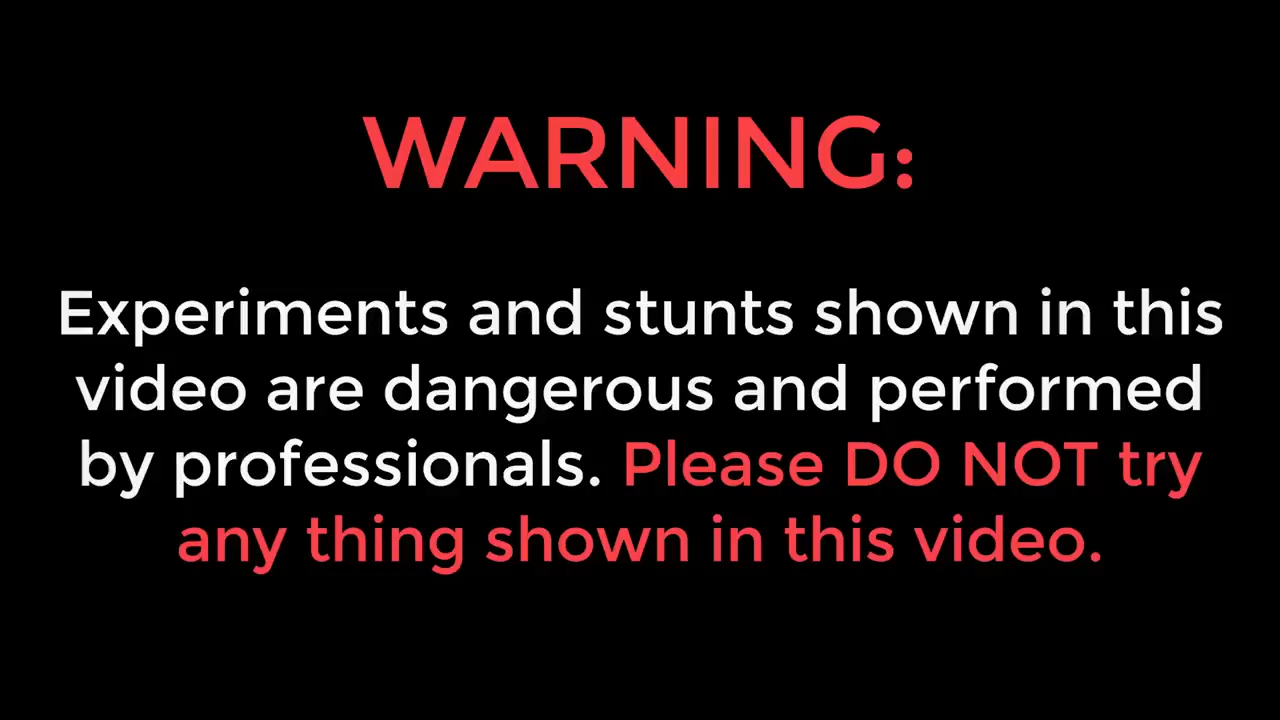 WARNING:
Experiments and stunts shown in this
video are dangerous and performed
by professionals. Please DO NOT try
any thing shown in this video.